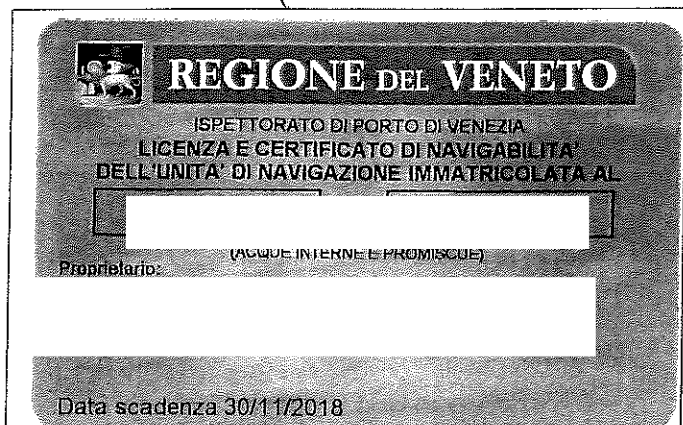 REGIONE DEL VENETO
ISPETTORATO DI PORTO DI VENEZIA
LICENZA E CERTIFICATO DI NAVIGABILITA'
DELL'UNITA' DI NAVIGAZIONE IMMATRICOLATA AL
(ACQUE INTERNE E PROMISCUE)
Proprietario:
Data scadenza 30/11/2018